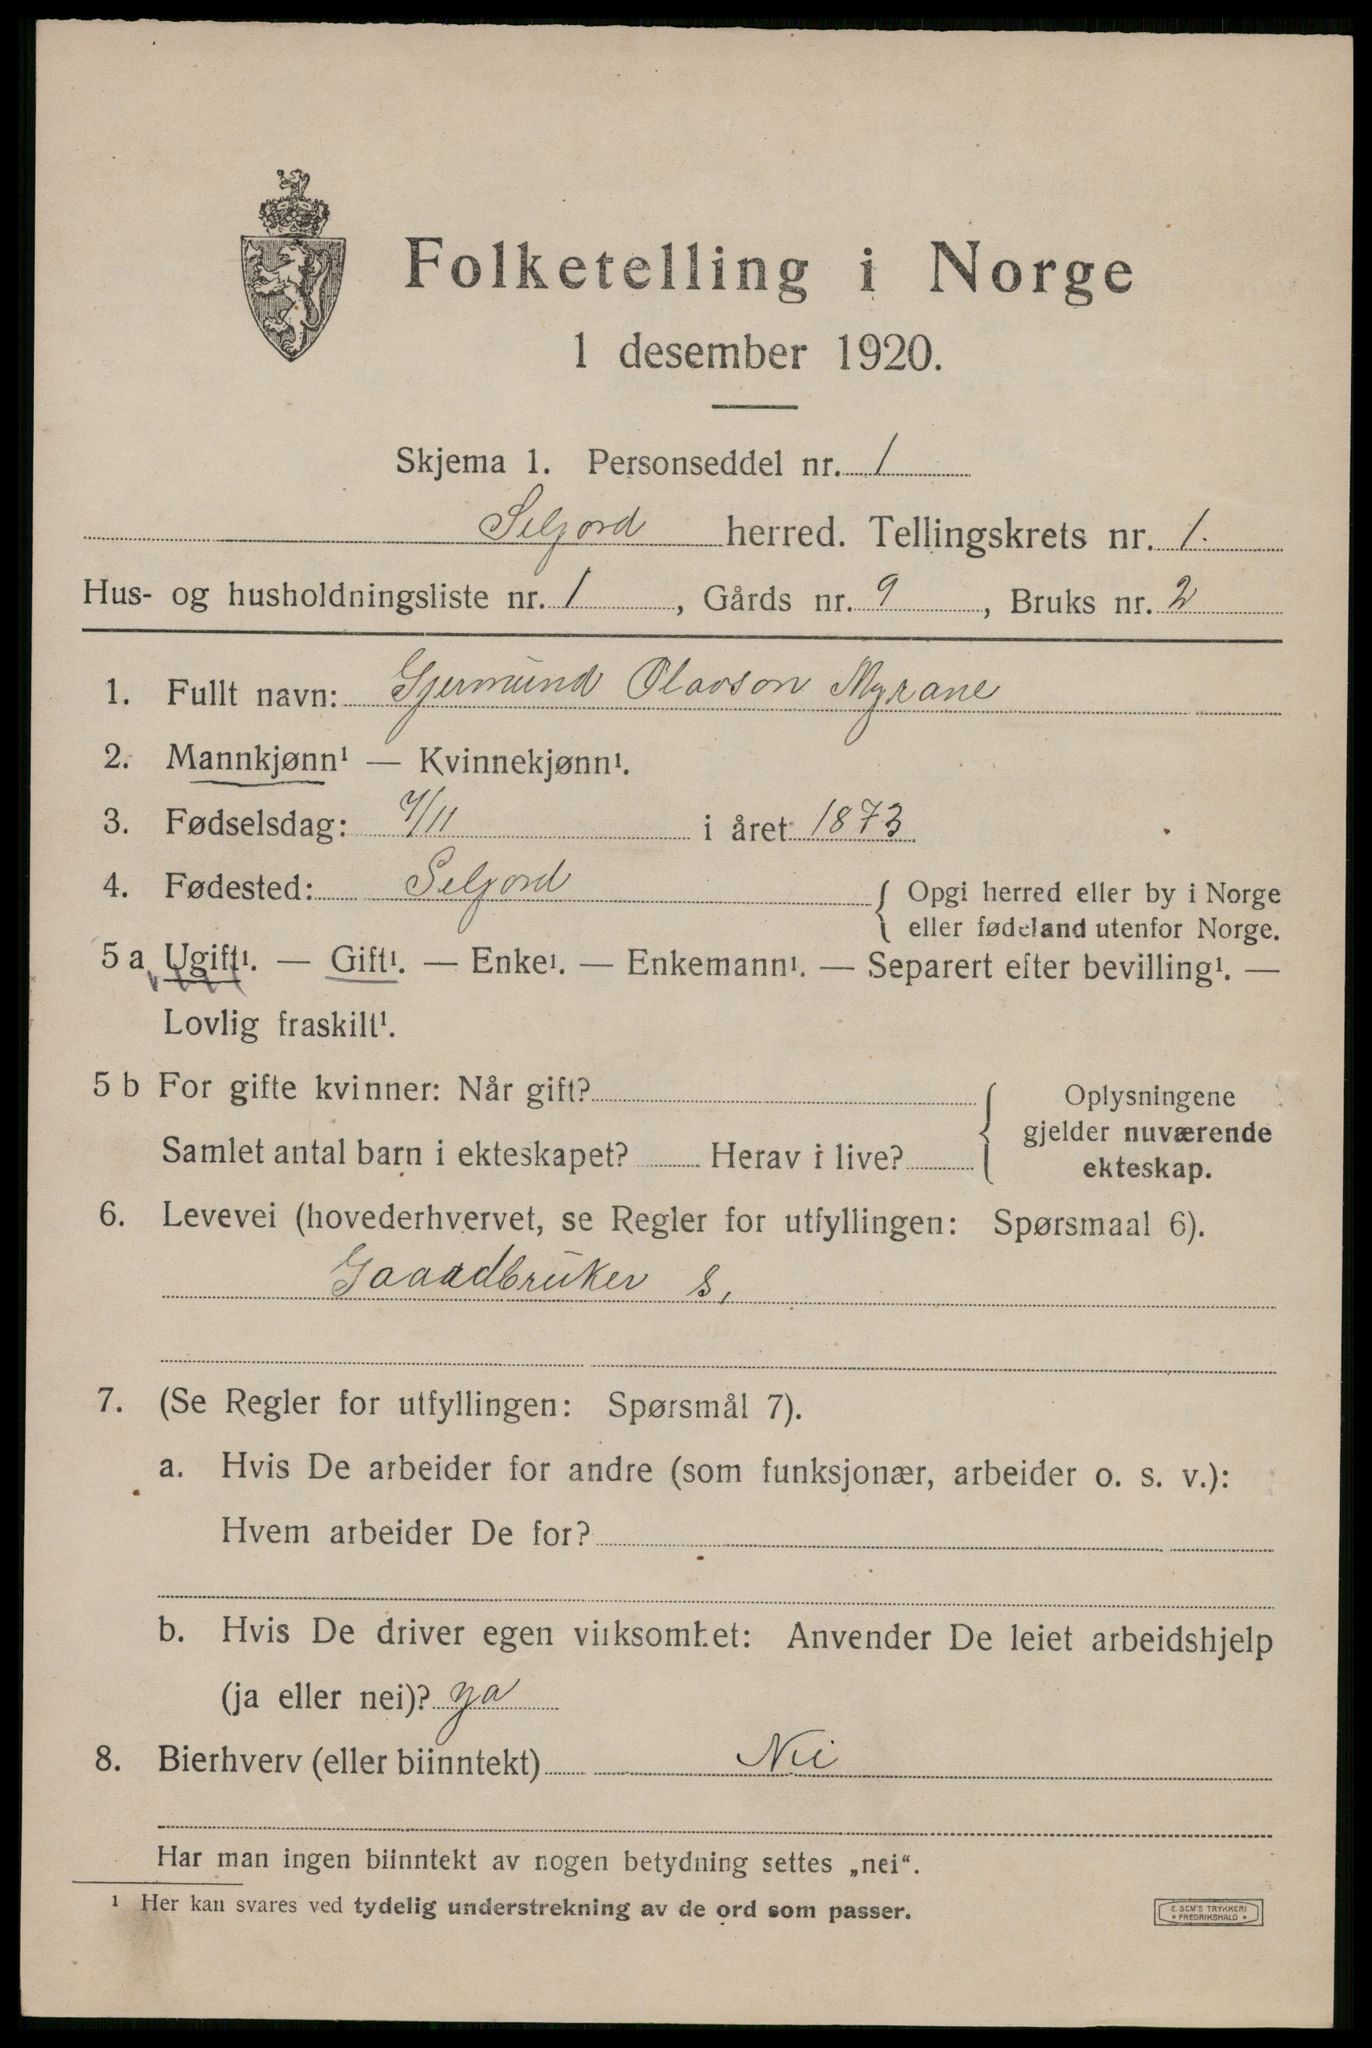 Folketelling i Norge
1 desember 1920.
Skjema 1. Personseddel nr. 1
Seljord herred. Tellingskrets nr. 1.
Hus- og husholdningsliste nr. 1, Gårds nr. 9, Bruks nr. 2
1. Fullt navn: Gjermund Olavson Myrane
2. Mannkjønn¹ — Kvinnekjønn¹.
3. Fødselsdag: 7/11 i året 1873
4. Fødested: Seljord { Opgi herred eller by i Norge
eller fødeland utenfor Norge.
5 a Ugift¹. — Gift¹. — Enke¹. — Enkemann¹. — Separert efter bevilling¹. —
Lovlig fraskilt¹.
5 b For gifte kvinner: Når gift? { Oplysningene
gjelder nuværende
Samlet antal barn i ekteskapet? Herav i live? ekteskap.
6. Levevei (hovederhvervet, se Regler for utfyllingen: Spørsmaal 6).
Gaardbruker s,
7. (Se Regler for utfyllingen: Spørsmål 7).
a. Hvis De arbeider for andre (som funksjonær, arbeider o. s. v.):
Hvem arbeider De for?
b. Hvis De driver egen virksomhet: Anvender De leiet arbeidshjelp
(ja eller nei)? ja
8. Bierhverv (eller biinntekt) Nei
Har man ingen biinntekt av nogen betydning settes „nei“.
¹ Her kan svares ved tydelig understrekning av de ord som passer.
E. SEM'S TRYKKERI
FREDRIKSHALD